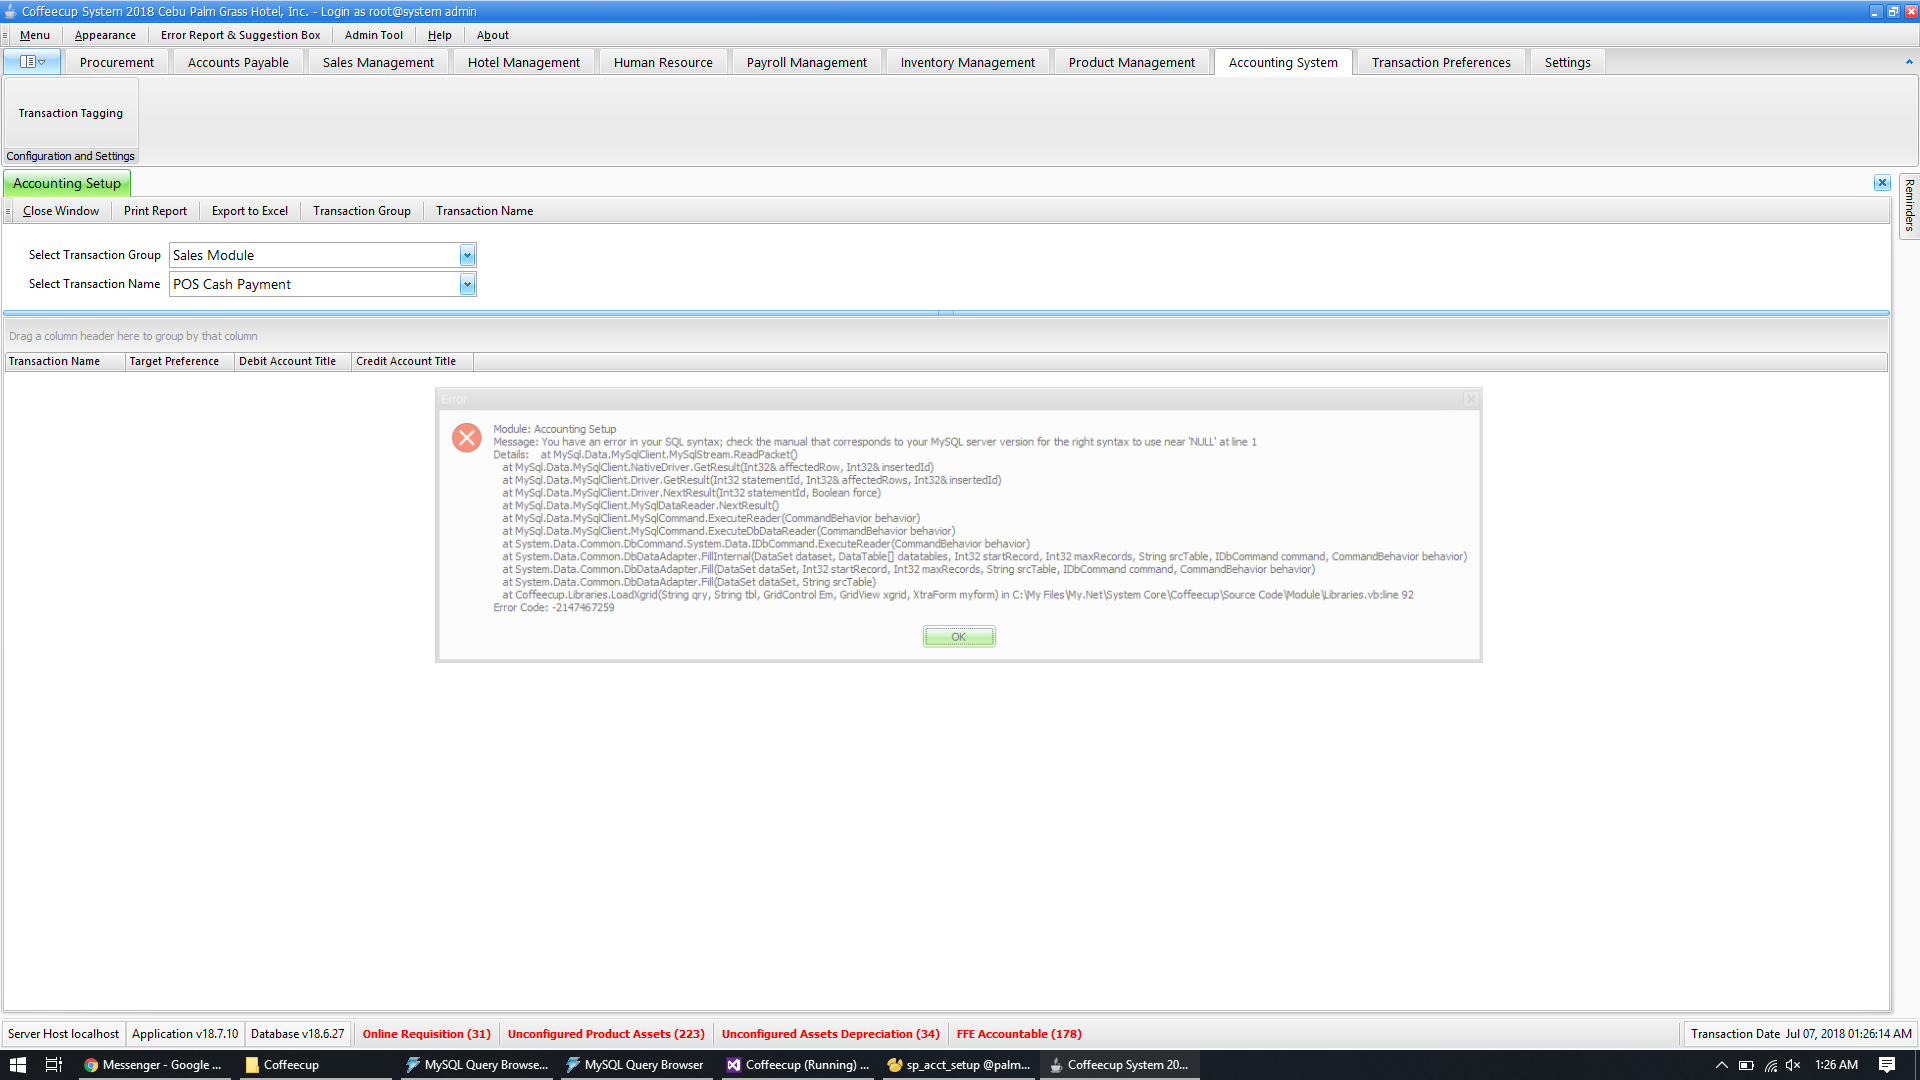 Coffeecup System 2018 Cebu Palm Grass Hotel, Inc. - Login as root@system admin
Menu Appearance Error Report & Suggestion Box Admin Tool Help About
Procurement Accounts Payable Sales Management Hotel Management Human Resource Payroll Management Inventory Management Product Management Accounting System Transaction Preferences Settings
Transaction Tagging
Configuration and Settings
Accounting Setup
Reminders
Close Window Print Report Export to Excel Transaction Group Transaction Name
Select Transaction Group Sales Module
Select Transaction Name POS Cash Payment
Drag a column header here to group by that column
Transaction Name Target Preference Debit Account Title Credit Account Title
Error
Module: Accounting Setup
Message: You have an error in your SQL syntax; check the manual that corresponds to your MySQL server version for the right syntax to use near 'NULL' at line 1
Details: at MySql.Data.MySqlClient.MySqlStream.ReadPacket()
at MySql.Data.MySqlClient.NativeDriver.GetResult(Int32& affectedRow, Int32& insertedId)
at MySql.Data.MySqlClient.Driver.GetResult(Int32 statementId, Int32& affectedRows, Int32& insertedId)
at MySql.Data.MySqlClient.Driver.NextResult(Int32 statementId, Boolean force)
at MySql.Data.MySqlClient.MySqlDataReader.NextResult()
at MySql.Data.MySqlClient.MySqlCommand.ExecuteReader(CommandBehavior behavior)
at MySql.Data.MySqlClient.MySqlCommand.ExecuteDbDataReader(CommandBehavior behavior)
at System.Data.Common.DbCommand.System.Data.IDbCommand.ExecuteReader(CommandBehavior behavior)
at System.Data.Common.DbDataAdapter.FillInternal(DataSet dataset, DataTable[] datatables, Int32 startRecord, Int32 maxRecords, String srcTable, IDbCommand command, CommandBehavior behavior)
at System.Data.Common.DbDataAdapter.Fill(DataSet dataSet, Int32 startRecord, Int32 maxRecords, String srcTable, IDbCommand command, CommandBehavior behavior)
at System.Data.Common.DbDataAdapter.Fill(DataSet dataSet, String srcTable)
at Coffeecup.Libraries.LoadXgrid(String qry, String tbl, GridControl Em, GridView xgrid, XtraForm myform) in C:\My Files\My.Net\System Core\Coffeecup\Source Code\Module\Libraries.vb:line 92
Error Code: -2147467259
OK
Server Host localhost Application v18.7.10 Database v18.6.27 Online Requisition (31) Unconfigured Product Assets (223) Unconfigured Assets Depreciation (34) FFE Accountable (178) Transaction Date Jul 07, 2018 01:26:14 AM
Messenger - Google ... Coffeecup MySQL Query Browse... MySQL Query Browser Coffeecup (Running) ... sp_acct_setup @palm... Coffeecup System 20... 1:26 AM